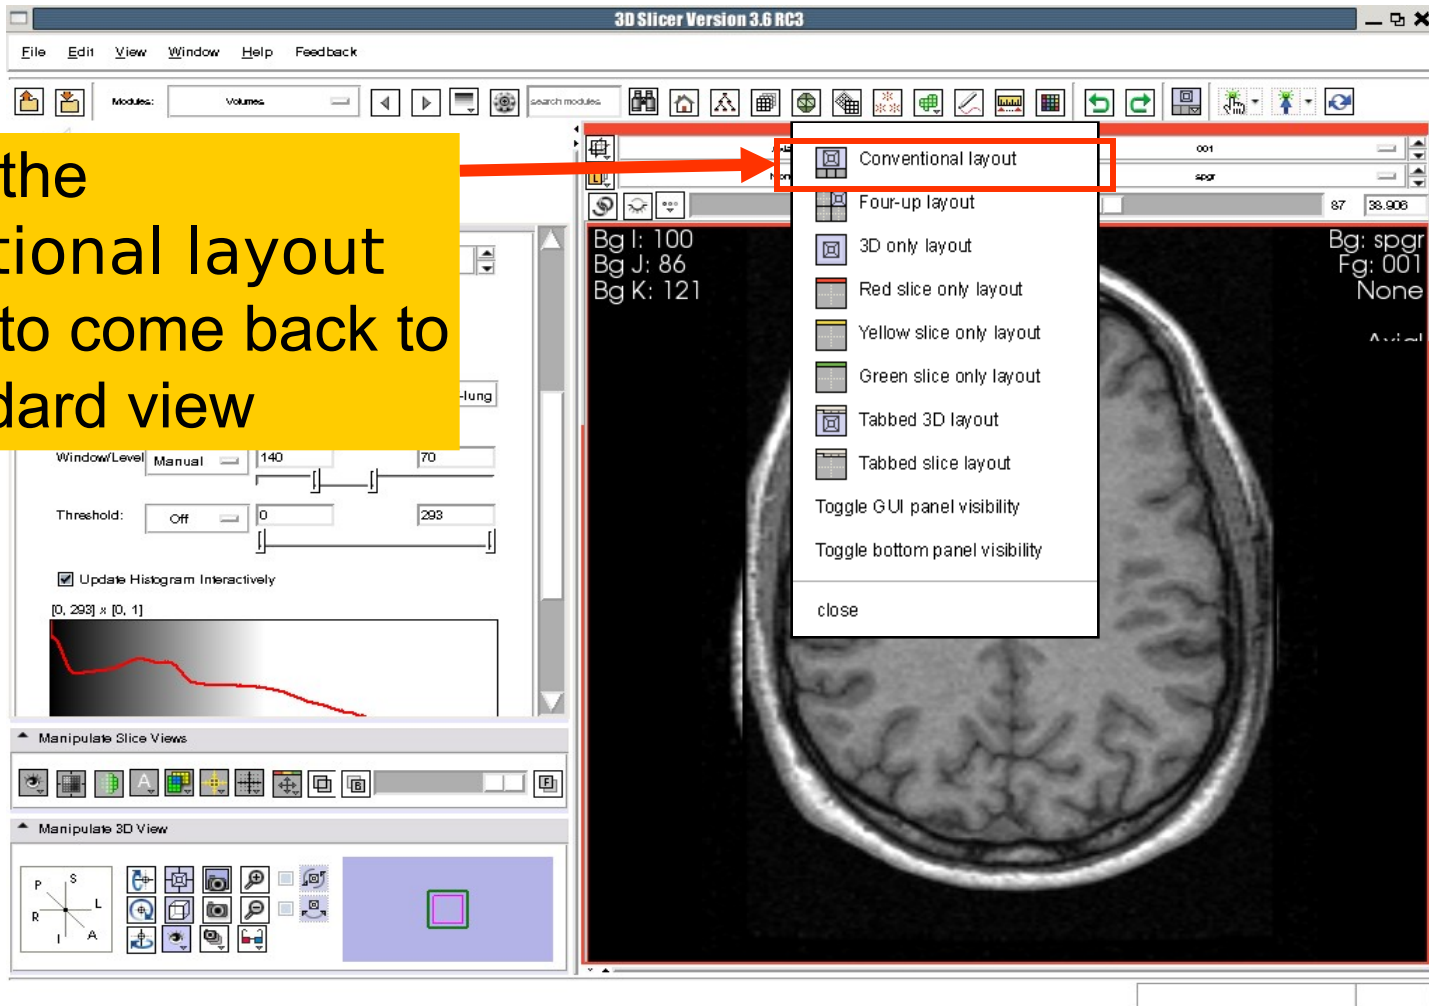 3D Slicer Version 3.6 RC3
File Edit View Window Help Feedback
Modules: Volumes search modules
the
tional layout
to come back to
dard view
Conventional layout
Four-up layout
3D only layout
Red slice only layout
Yellow slice only layout
Green slice only layout
Tabbed 3D layout
Tabbed slice layout
Toggle GUI panel visibility
Toggle bottom panel visibility
close
001
spgr
87 38.906
Bg I: 100
Bg J: 86
Bg K: 121
Bg: spgr
Fg: 001
None
Axial
-lung
Window/Level Manual 140 70
Threshold: Off 0 293
Update Histogram Interactively
[0, 293] x [0, 1]
Manipulate Slice Views
A B F
Manipulate 3D View
P S
R L
I A